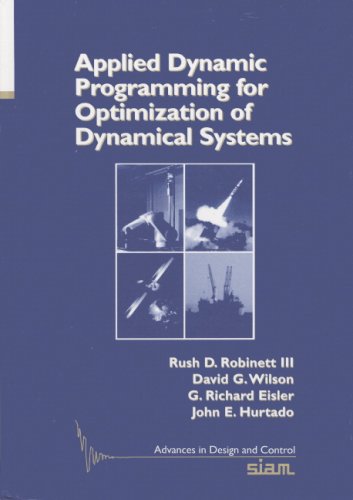 Applied Dynamic
Programming for
Optimization of
Dynamical Systems
Rush D. Robinett III
David G. Wilson
G. Richard Eisler
John E. Hurtado
Advances in Design and Control
siam